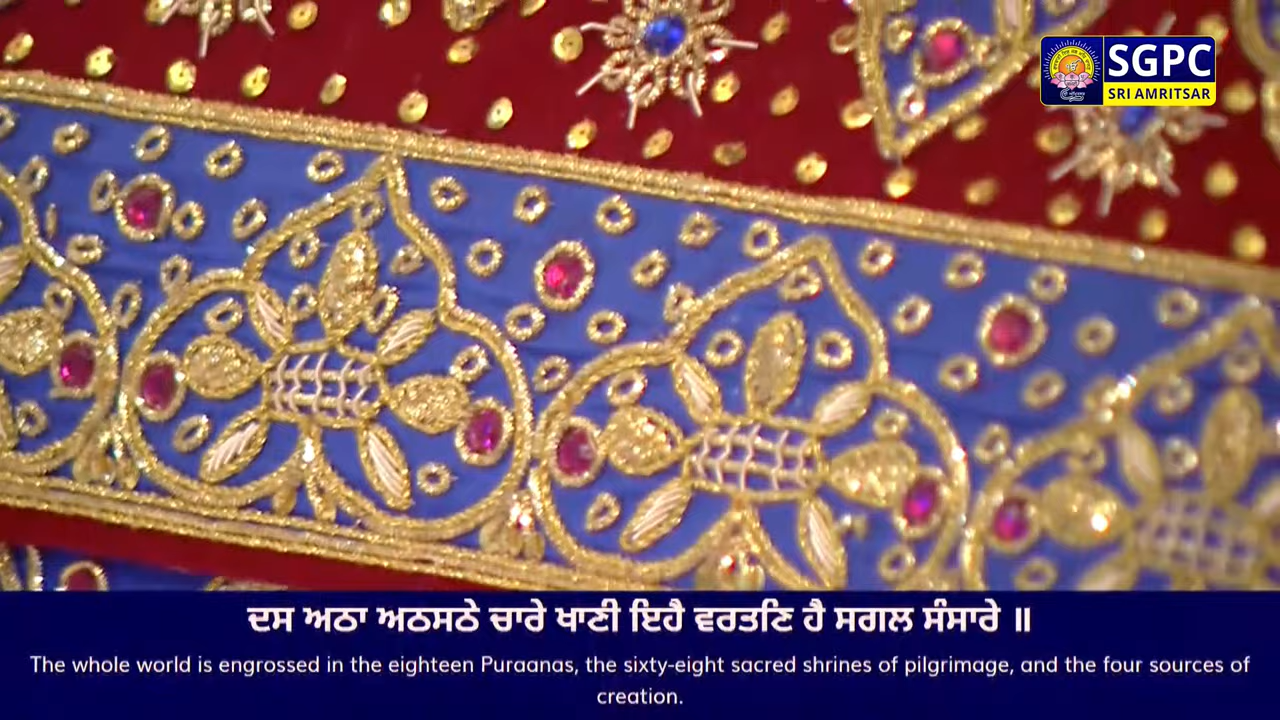 SGPC
SRI AMRITSAR
ਦਸ ਅਠਾ ਅਠਸਠੇ ਚਾਰੇ ਖਾਣੀ ਇਹੈ ਵਰਤਣਿ ਹੈ ਸਗਲ ਸੰਸਾਰੇ ॥
The whole world is engrossed in the eighteen Puraanas, the sixty-eight sacred shrines of pilgrimage, and the four sources of
creation.